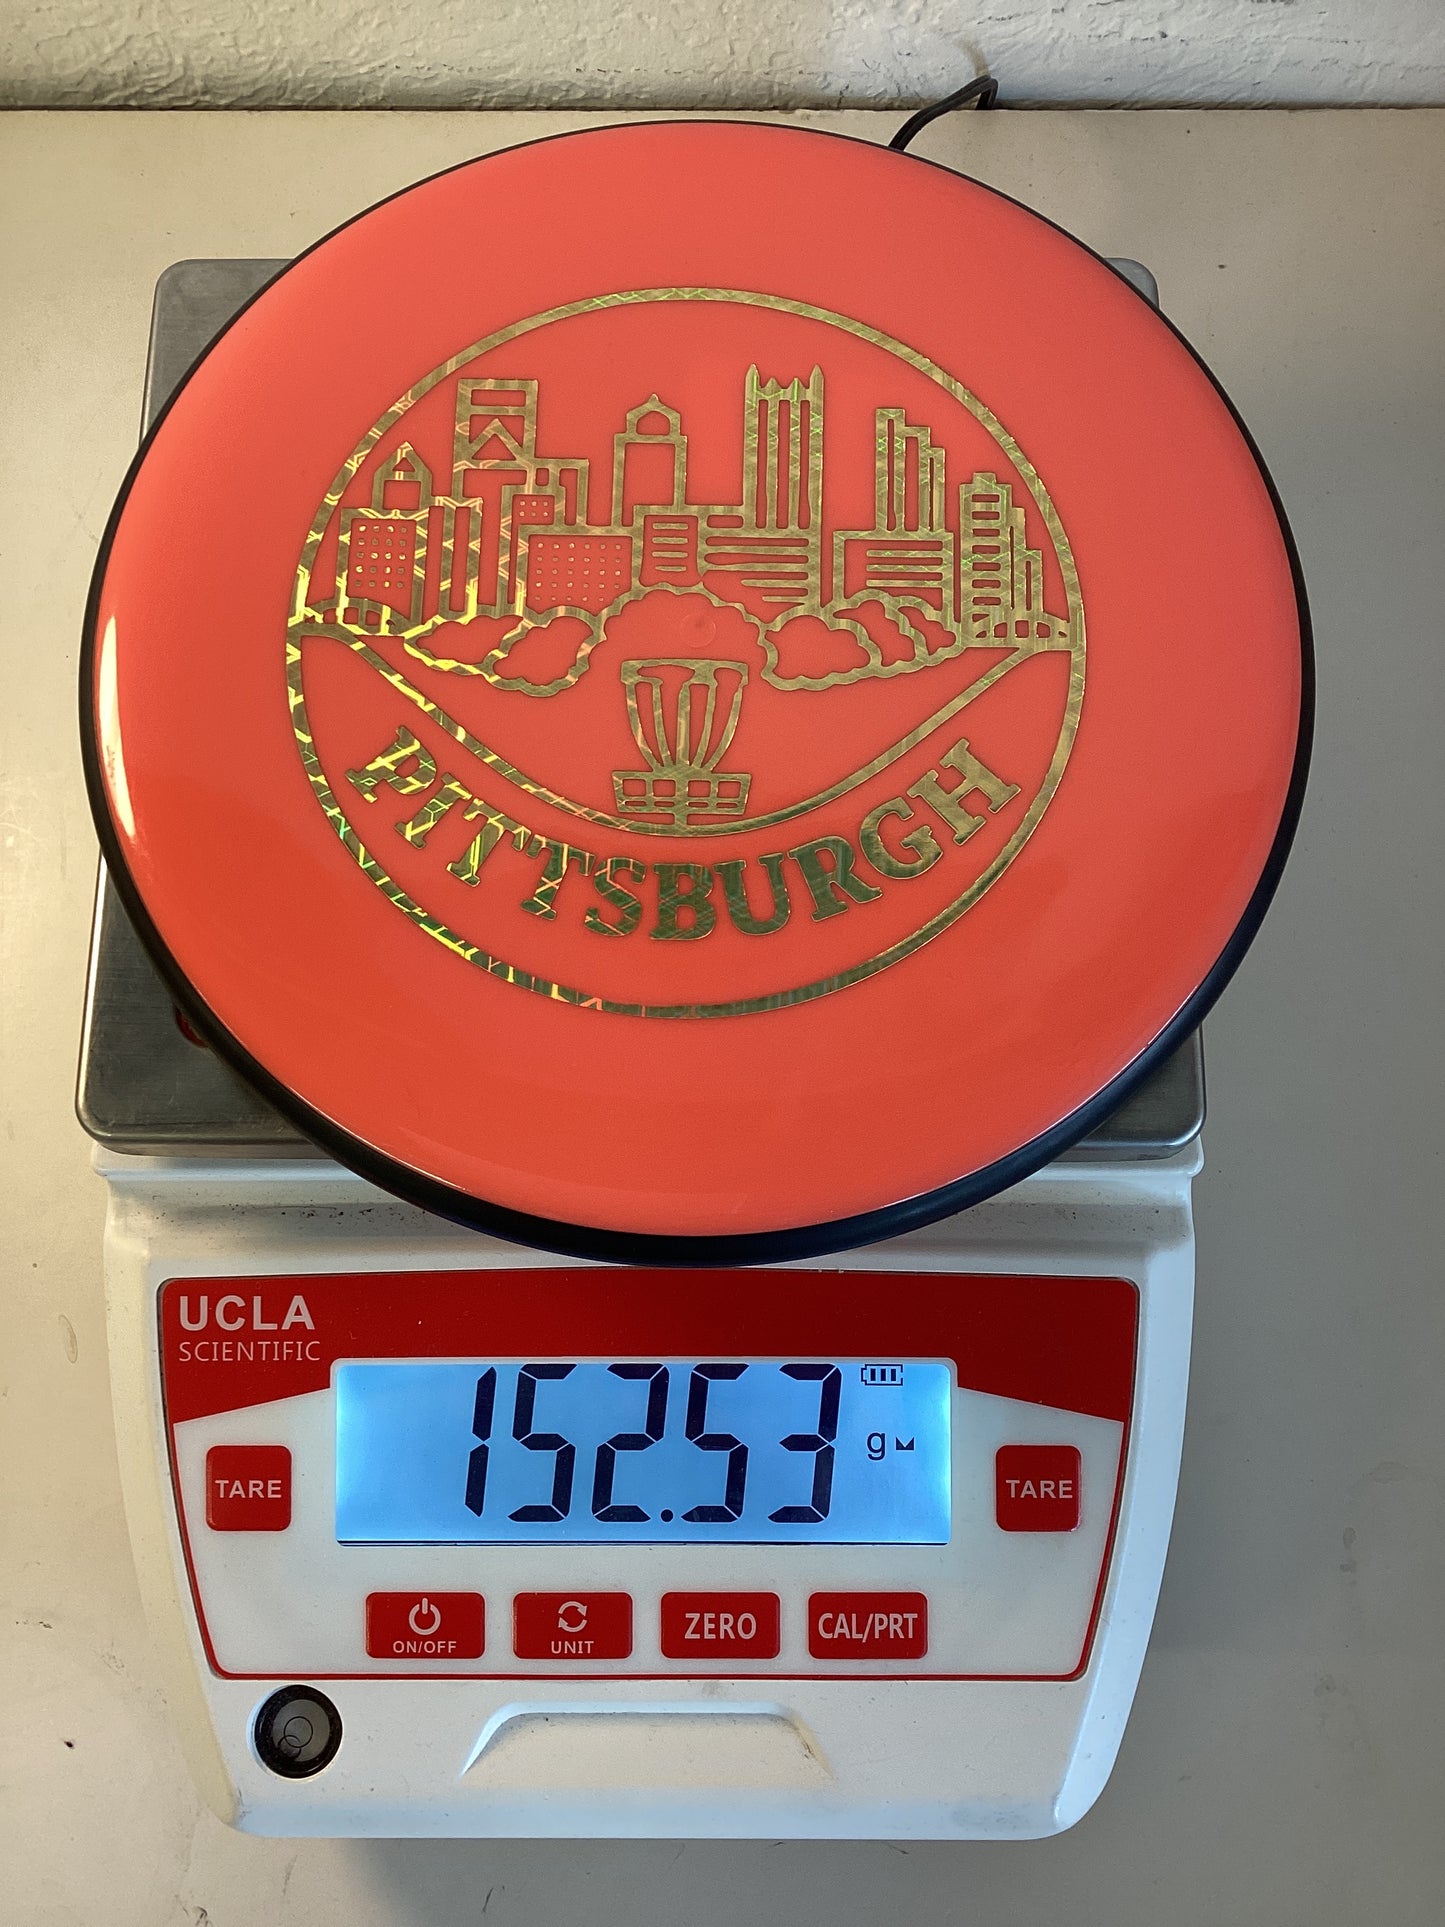 PITTSBURGH
UCLA
SCIENTIFIC
152.53 g
TARE
TARE
ON/OFF
UNIT
ZERO
CAL/PRT